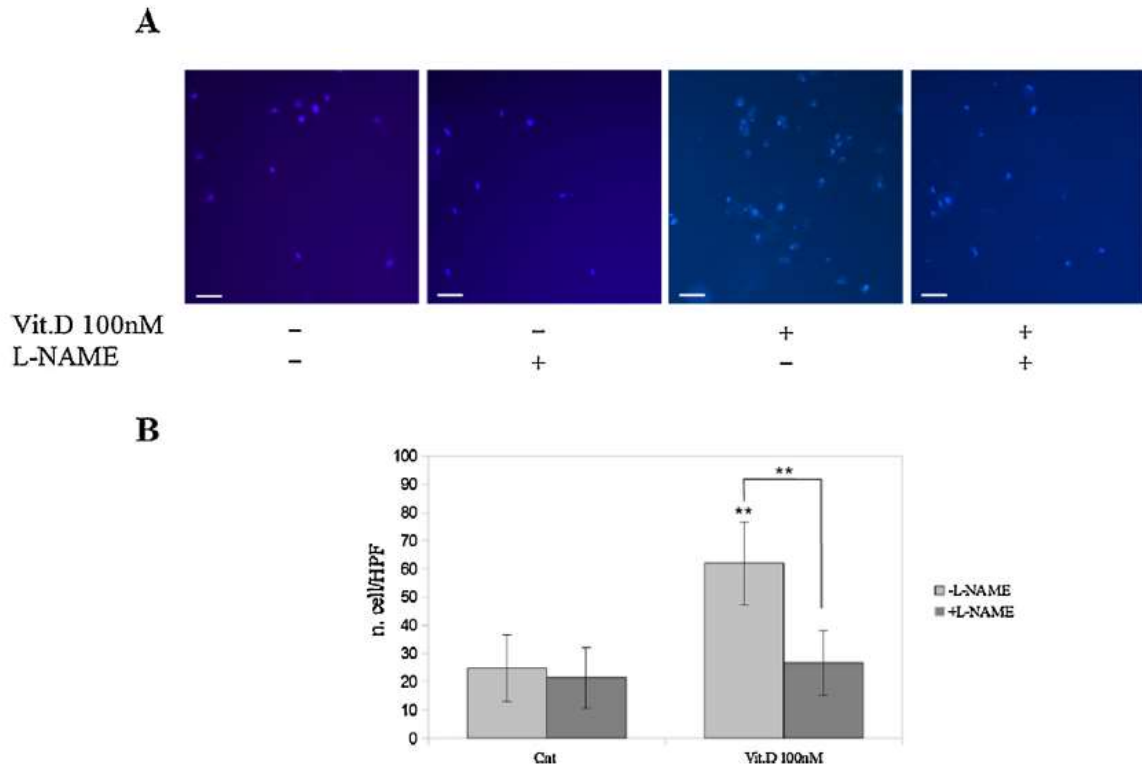 A
Vit.D 100nM - - + +
L-NAME - + - +
B
100
90
80
70
60
50
40
30
20
10
0
n. cell/HPF
**
**
Cnt
Vit.D 100nM
-L-NAME
+L-NAME